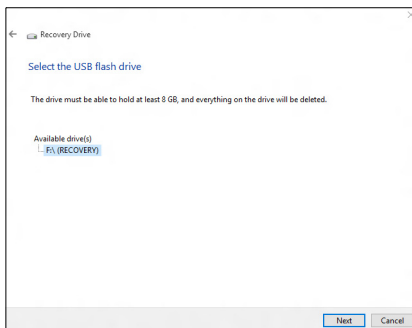 Recovery Drive
Select the USB flash drive
The drive must be able to hold at least 8 GB, and everything on the drive will be deleted.
Available drive(s)
F:\ (RECOVERY)
Next Cancel